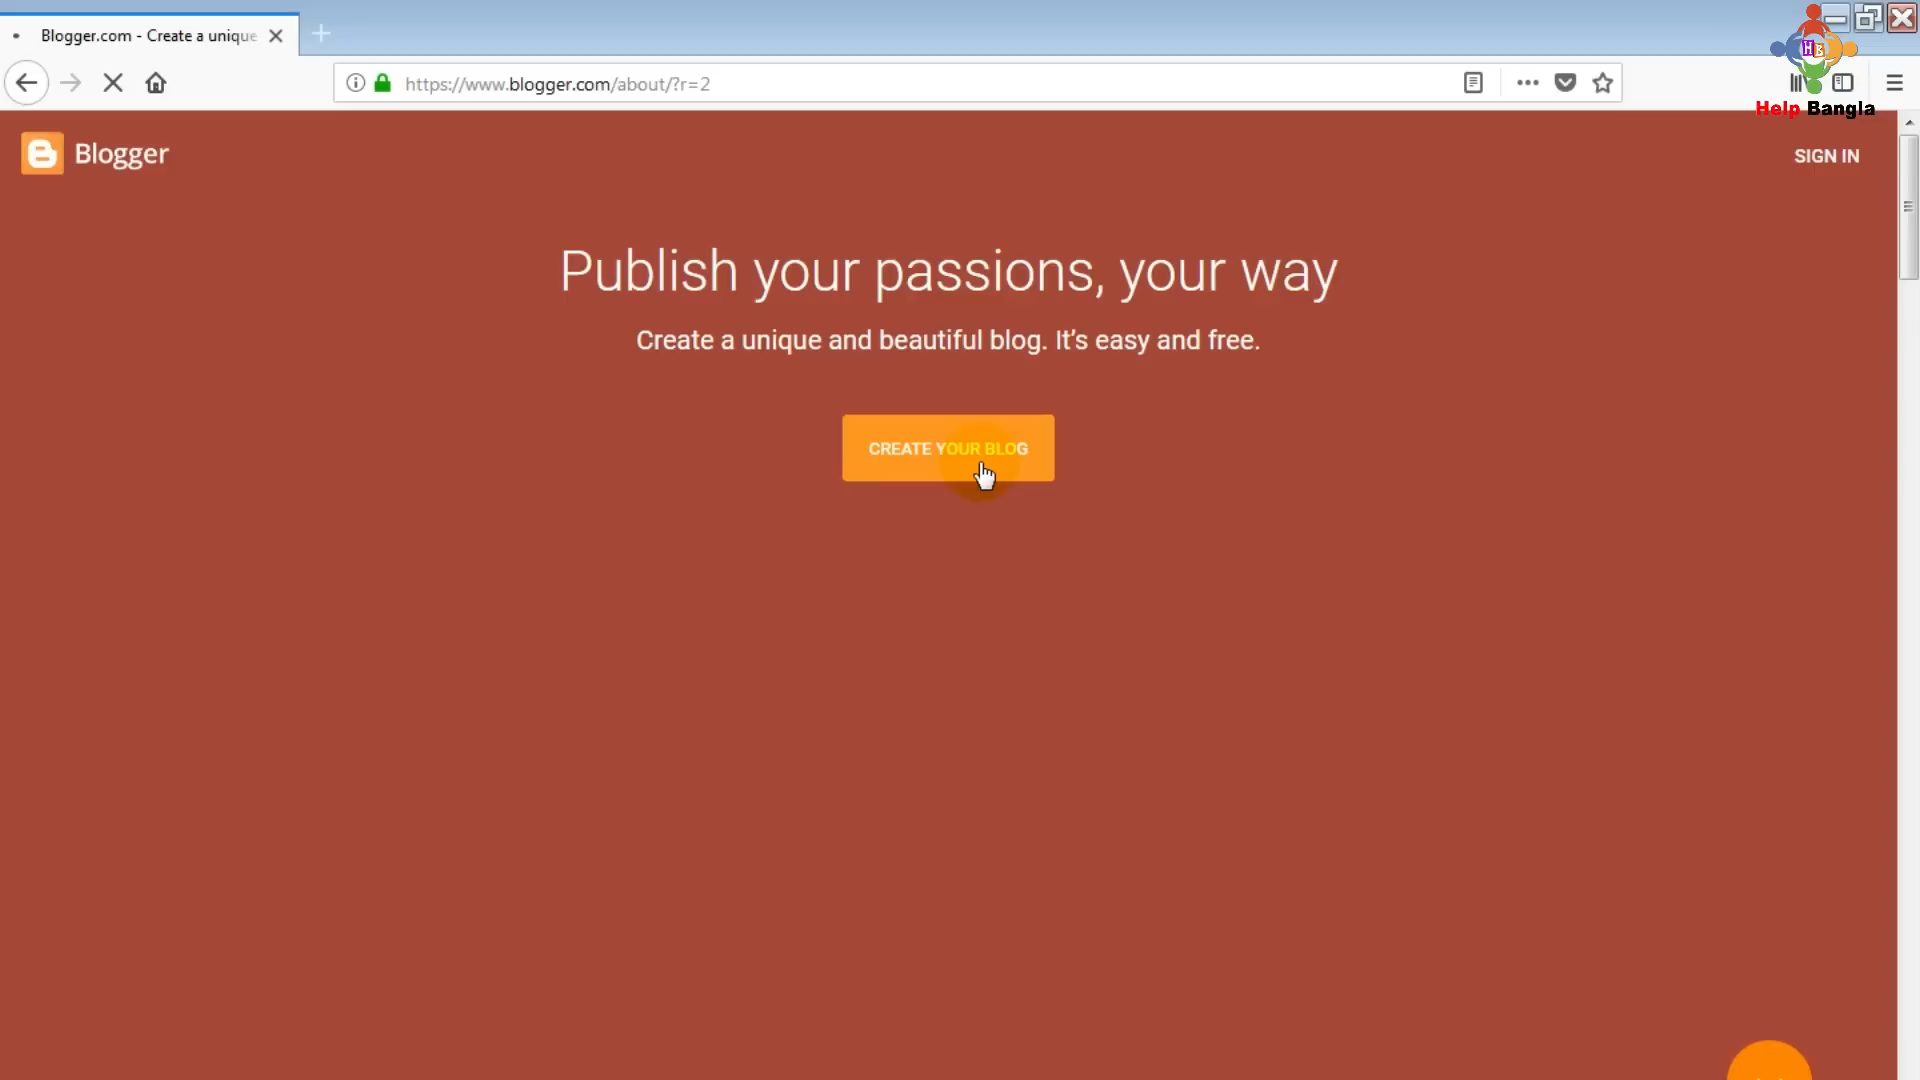 Blogger.com - Create a unique
https://www.blogger.com/about/?r=2
HB
Help Bangla
Blogger
SIGN IN
Publish your passions, your way
Create a unique and beautiful blog. It’s easy and free.
CREATE YOUR BLOG